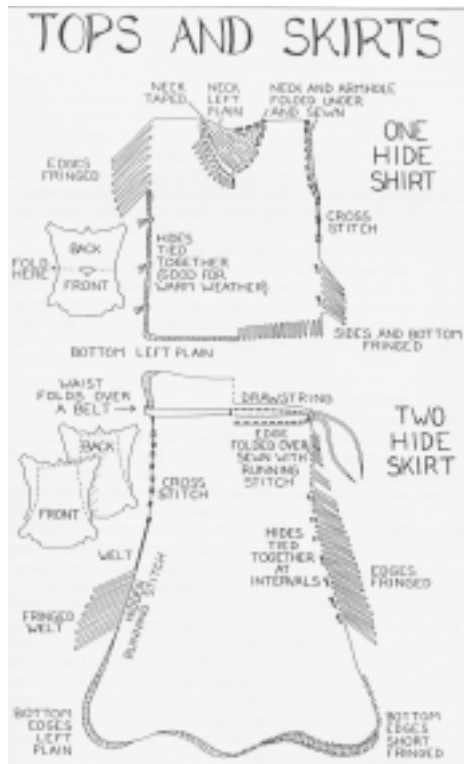 TOPS AND SKIRTS
NECK
TAPED
NECK
LEFT
PLAIN
NECK AND ARMHOLE
FOLDED UNDER
AND SEWN
ONE
HIDE
SHIRT
EDGES
FRINGED
CROSS
STITCH
HIDES
TIED
TOGETHER
(GOOD FOR
WARM WEATHER)
BACK
FOLD
HERE
FRONT
SIDES AND BOTTOM
FRINGED
BOTTOM LEFT PLAIN
WAIST
FOLDS OVER
A BELT
DRAWSTRING
TWO
HIDE
SKIRT
EDGE
FOLDED OVER
SEWN WITH
RUNNING
STITCH
BACK
FRONT
CROSS
STITCH
HIDES
TIED
TOGETHER
AT
INTERVALS
WELT
EDGES
FRINGED
FRINGED
WELT
RUNNING STITCH
BOTTOM
EDGES
LEFT
PLAIN
BOTTOM
EDGES
SHORT
FRINGED